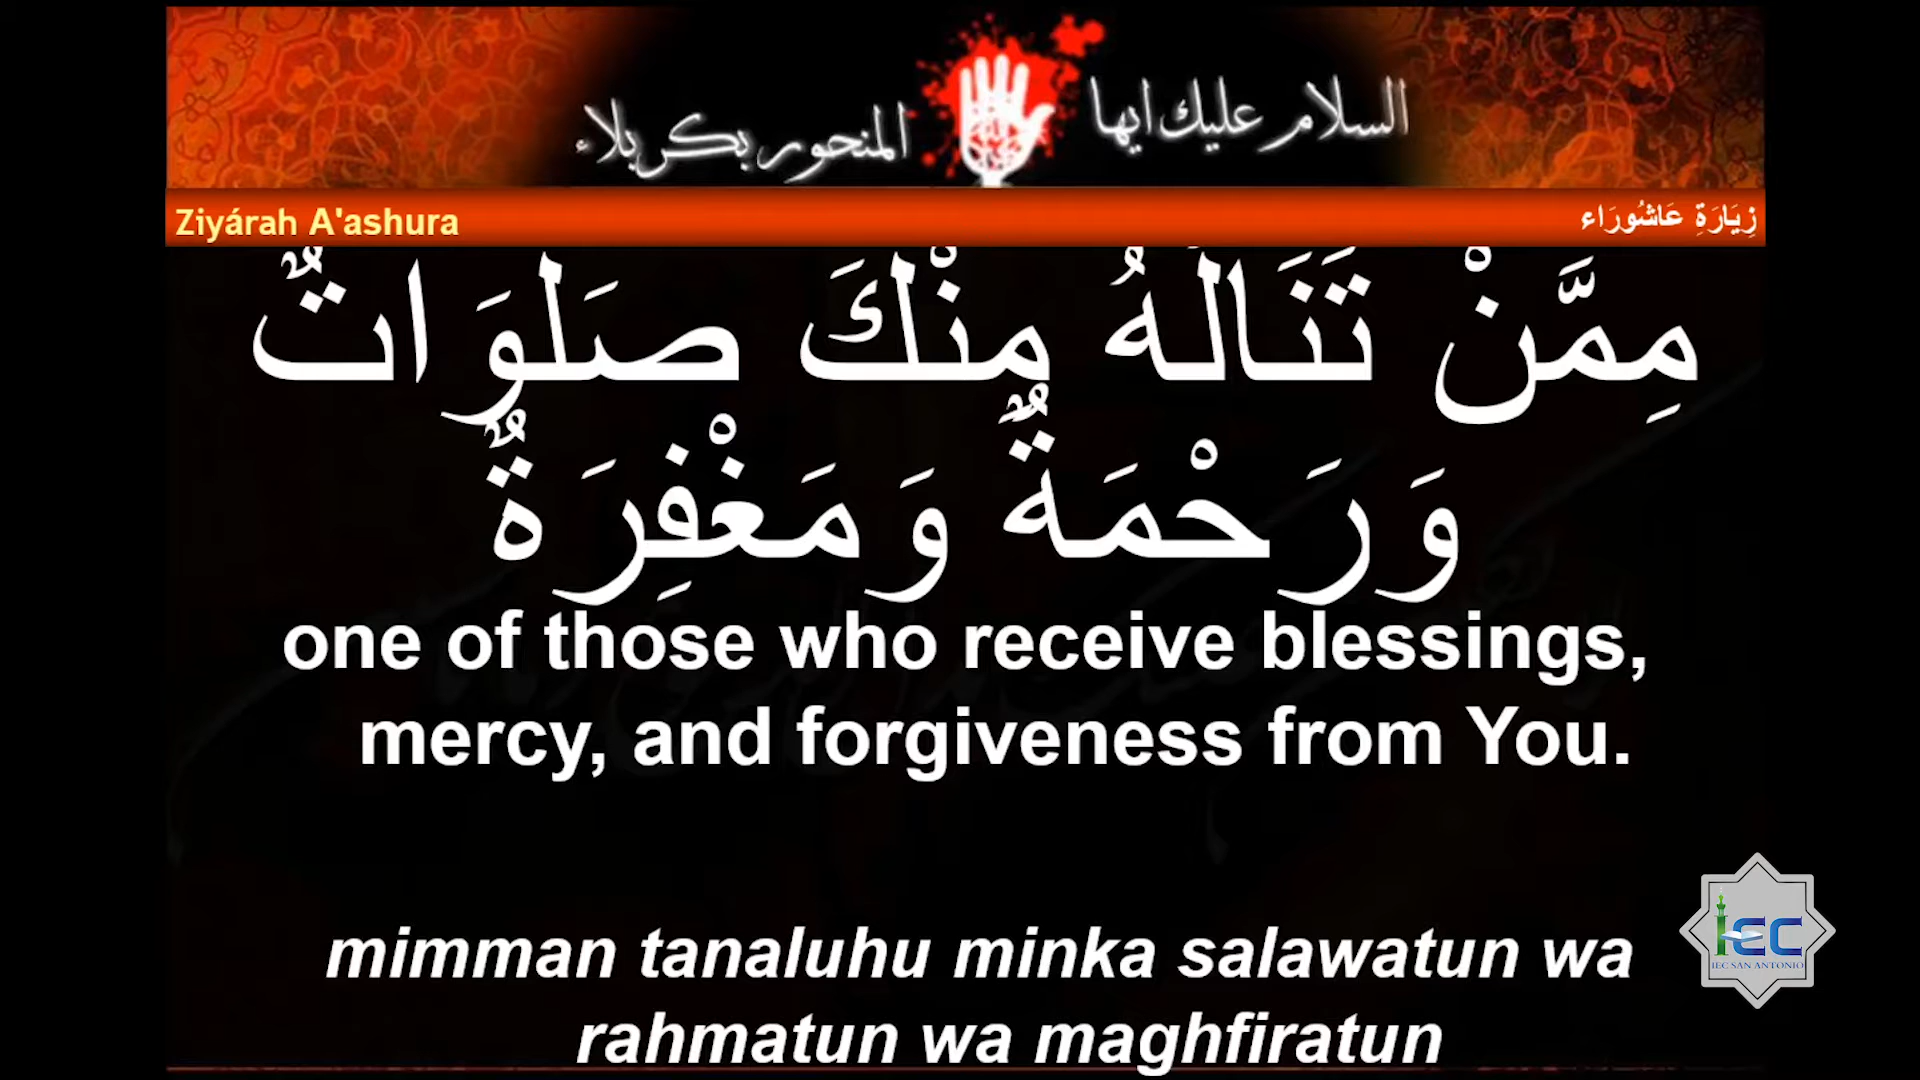 السلام عليك ايها
المنحور بكربلاء
Ziyárah A'ashura
زِيَارَةِ عَاشُورَاء
مِمَّنْ تَنَالُهُ مِنْكَ صَلَوَاتٌ
وَرَحْمَةٌ وَمَغْفِرَةٌ
one of those who receive blessings,
mercy, and forgiveness from You.
mimman tanaluhu minka salawatun wa
rahmatun wa maghfiratun
IEC
IEC SAN ANTONIO